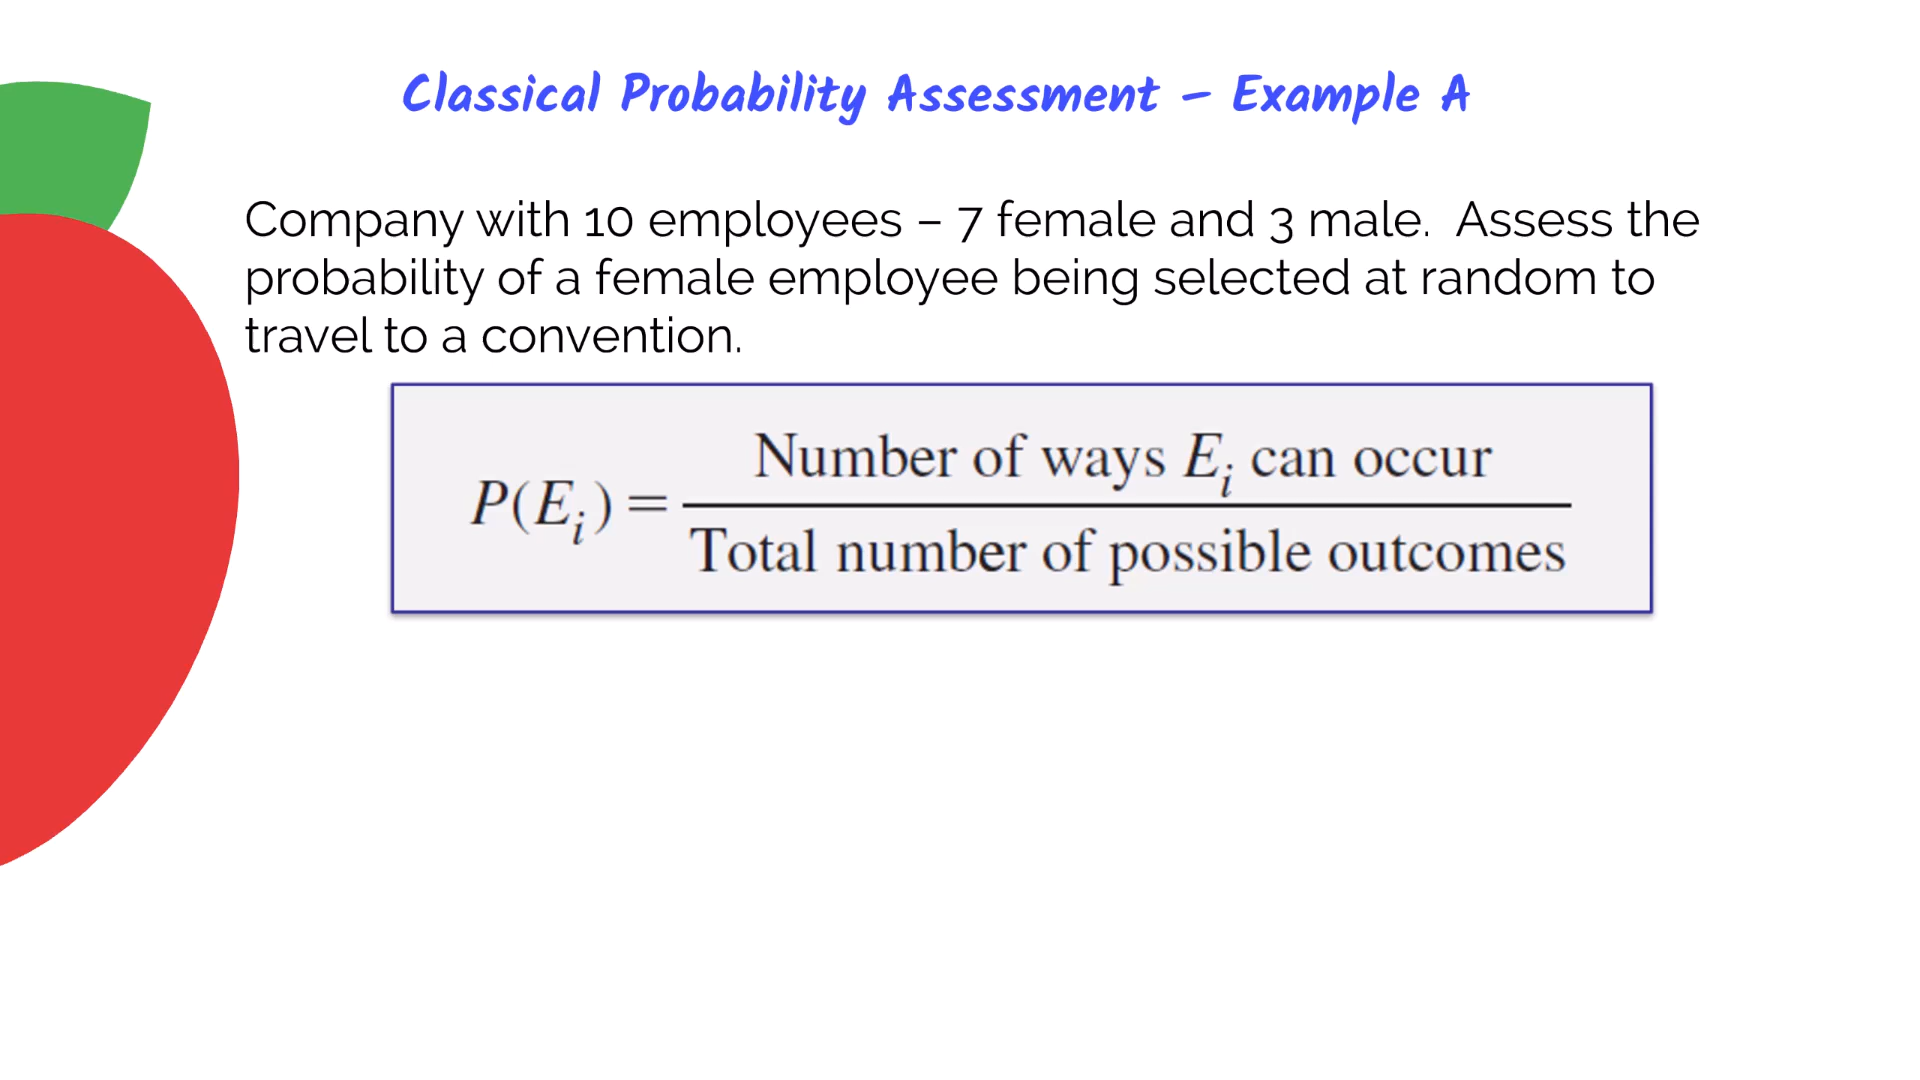 Classical Probability Assessment – Example A
Company with 10 employees – 7 female and 3 male.  Assess the
probability of a female employee being selected at random to
travel to a convention.
P(E_i) = Number of ways E_i can occur
Total number of possible outcomes